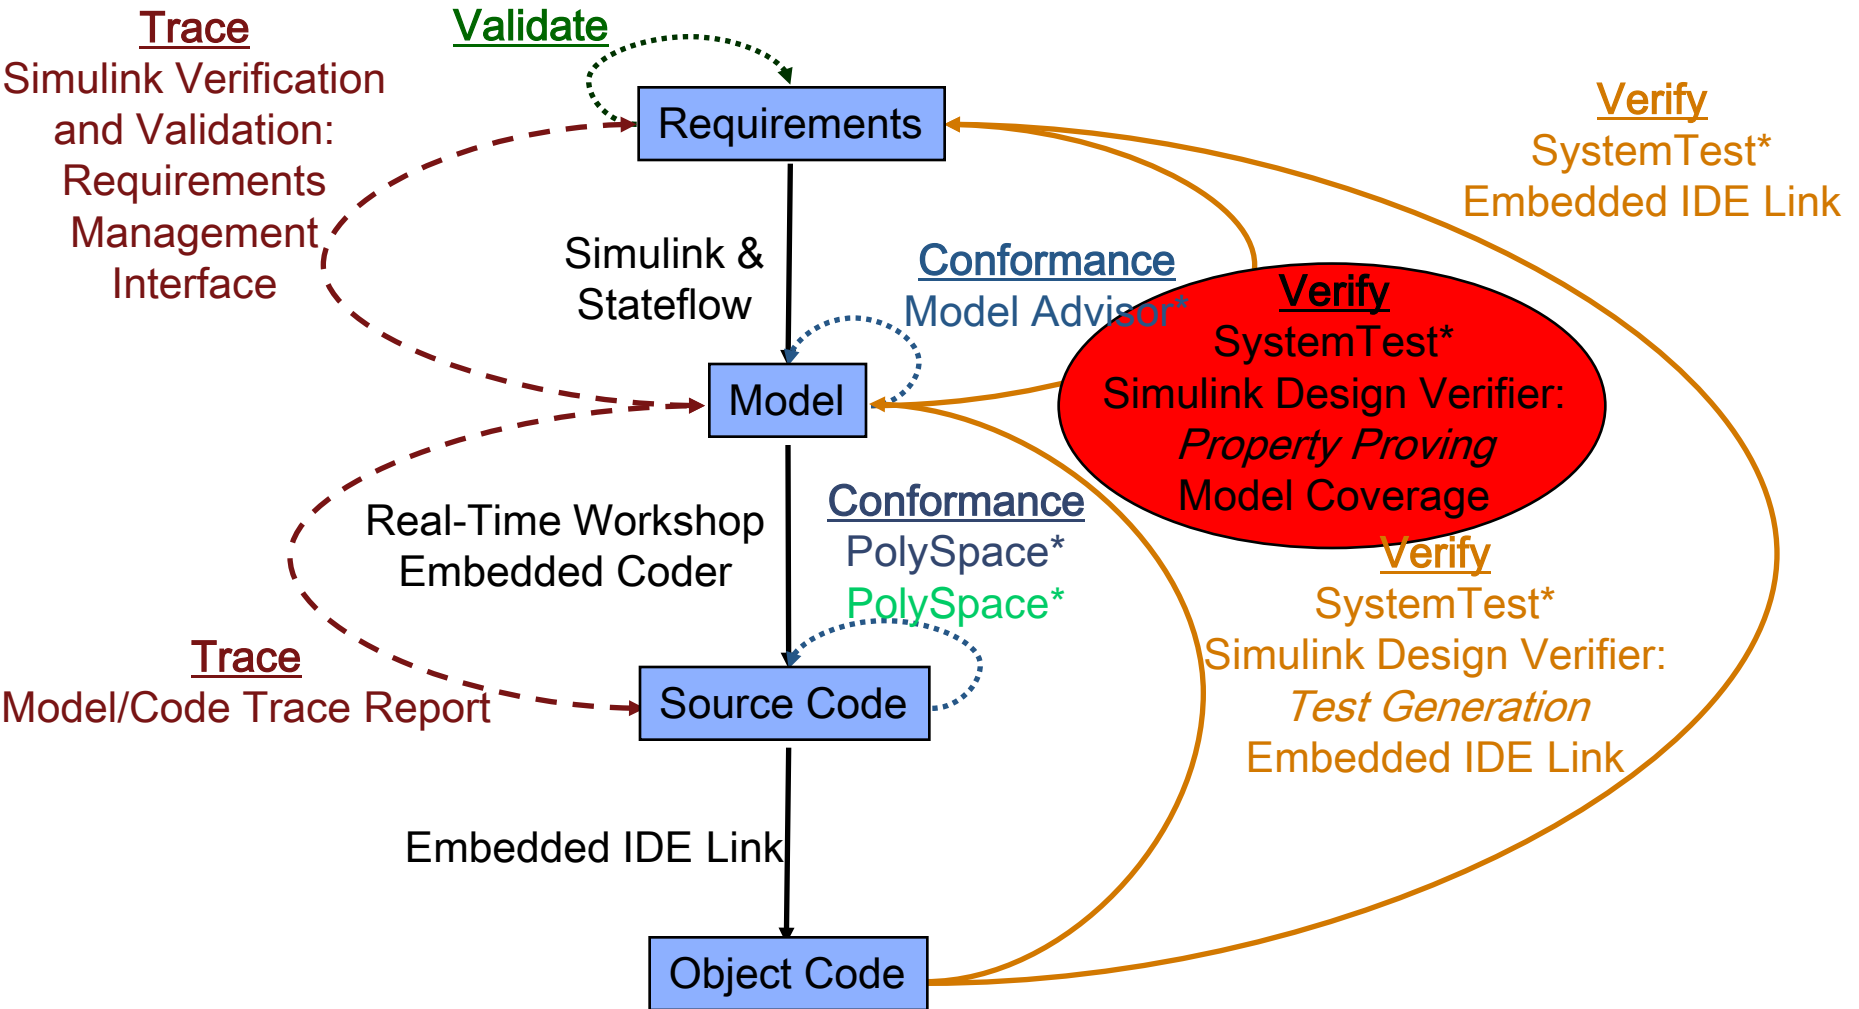 Trace
Simulink Verification
and Validation:
Requirements
Management
Interface
Validate
Requirements
Verify
SystemTest*
Embedded IDE Link
Simulink &
Stateflow
Conformance
Model Advisor*
Verify
SystemTest*
Simulink Design Verifier:
Property Proving
Model Coverage
Model
Real-Time Workshop
Embedded Coder
Conformance
PolySpace*
PolySpace*
Verify
SystemTest*
Simulink Design Verifier:
Test Generation
Embedded IDE Link
Trace
Model/Code Trace Report
Source Code
Embedded IDE Link
Object Code